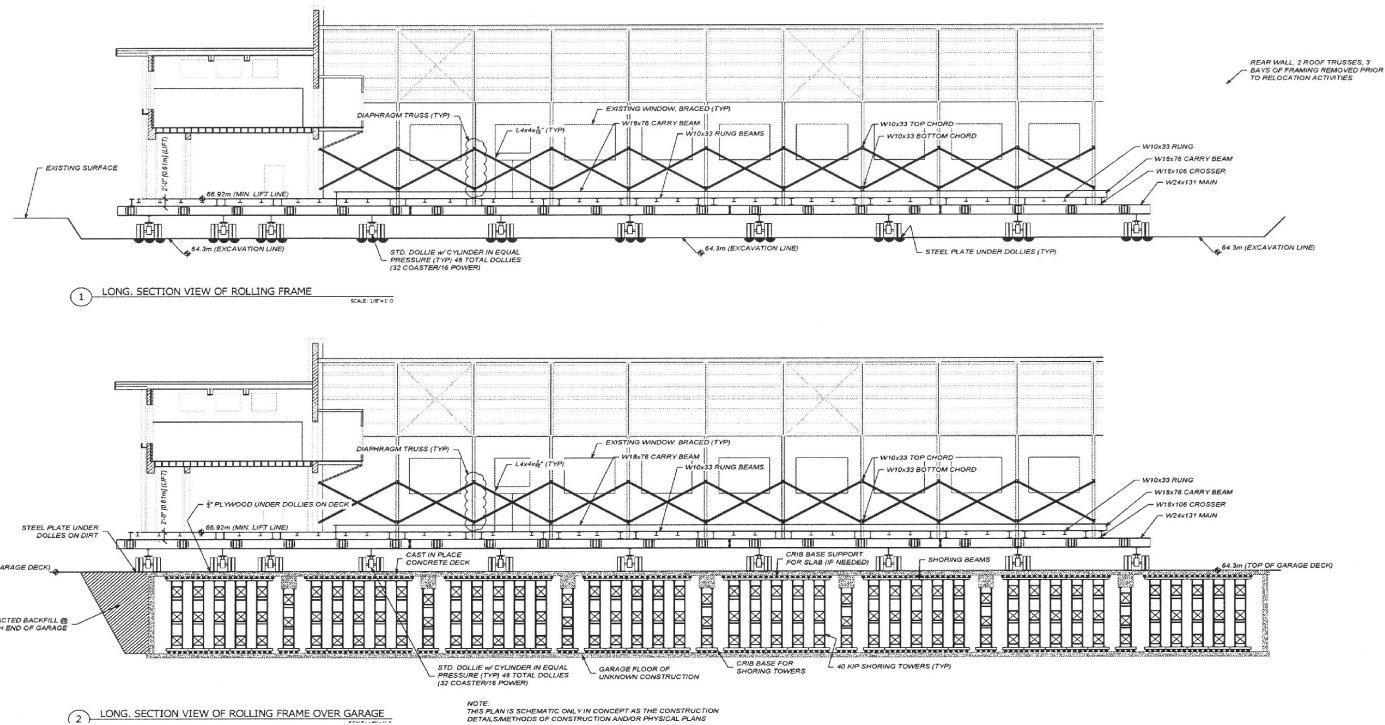 REAR WALL, 2 ROOF TRUSSES, 3
BAYS OF FRAMING REMOVED PRIOR
TO RELOCATION ACTIVITIES
EXISTING WINDOW, BRACED (TYP)
DIAPHRAGM TRUSS (TYP)
W18x76 CARRY BEAM
W10x33 TOP CHORD
L4x4x
(TYP)
W10x33 RUNG BEAMS
W10x33 BOTTOM CHORD
W10x33 RUNG
W18x76 CARRY BEAM
W18x106 CROSSER
W24x131 MAIN
EXISTING SURFACE
2'-0" [0.61m] (LIFT)
66.92m (MIN. LIFT LINE)
64.3m (EXCAVATION LINE)
STD. DOLLIE w/ CYLINDER IN EQUAL
PRESSURE (TYP) 48 TOTAL DOLLIES
(32 COASTER/16 POWER)
64.3m (EXCAVATION LINE)
STEEL PLATE UNDER DOLLIES (TYP)
64.3m (EXCAVATION LINE)
1 LONG. SECTION VIEW OF ROLLING FRAME
SCALE: 1/8"=1'-0
EXISTING WINDOW, BRACED (TYP)
DIAPHRAGM TRUSS (TYP)
W18x76 CARRY BEAM
W10x33 TOP CHORD
L4x4x
(TYP)
W10x33 RUNG BEAMS
W10x33 BOTTOM CHORD
W10x33 RUNG
W18x76 CARRY BEAM
W18x106 CROSSER
W24x131 MAIN
2'-0" [0.61m] (LIFT)
PLYWOOD UNDER DOLLIES ON DECK
STEEL PLATE UNDER
DOLLES ON DIRT
66.92m (MIN. LIFT LINE)
CAST IN PLACE
CONCRETE DECK
CRIB BASE SUPPORT
FOR SLAB (IF NEEDED)
SHORING BEAMS
GARAGE DECK)
64.3m (TOP OF GARAGE DECK)
ACTED BACKFILL @
H END OF GARAGE
STD. DOLLIE w/ CYLINDER IN EQUAL
PRESSURE (TYP) 48 TOTAL DOLLIES
(32 COASTER/16 POWER)
GARAGE FLOOR OF
UNKNOWN CONSTRUCTION
CRIB BASE FOR
SHORING TOWERS
40 KIP SHORING TOWERS (TYP)
2 LONG. SECTION VIEW OF ROLLING FRAME OVER GARAGE
NOTE:
THIS PLAN IS SCHEMATIC ONLY IN CONCEPT AS THE CONSTRUCTION
DETAILS/METHODS OF CONSTRUCTION AND/OR PHYSICAL PLANS